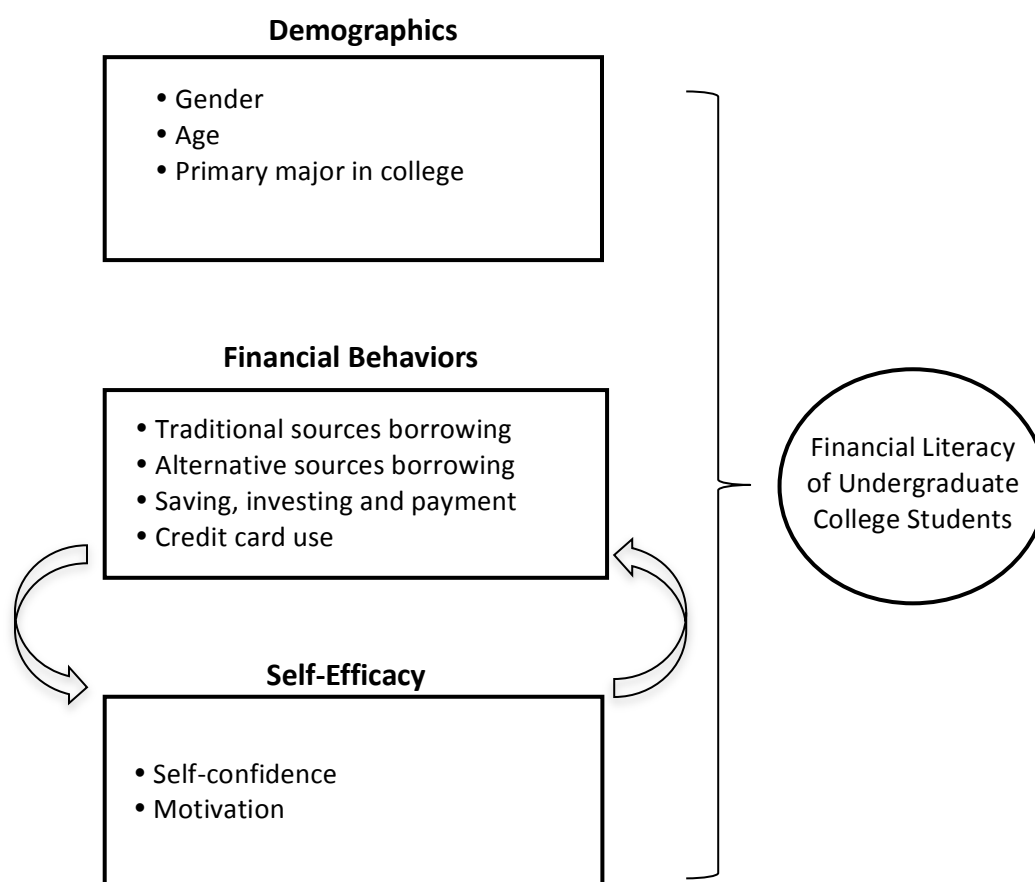 Demographics
• Gender
• Age
• Primary major in college
Financial Behaviors
• Traditional sources borrowing
• Alternative sources borrowing
• Saving, investing and payment
• Credit card use
Financial Literacy
of Undergraduate
College Students
Self-Efficacy
• Self-confidence
• Motivation